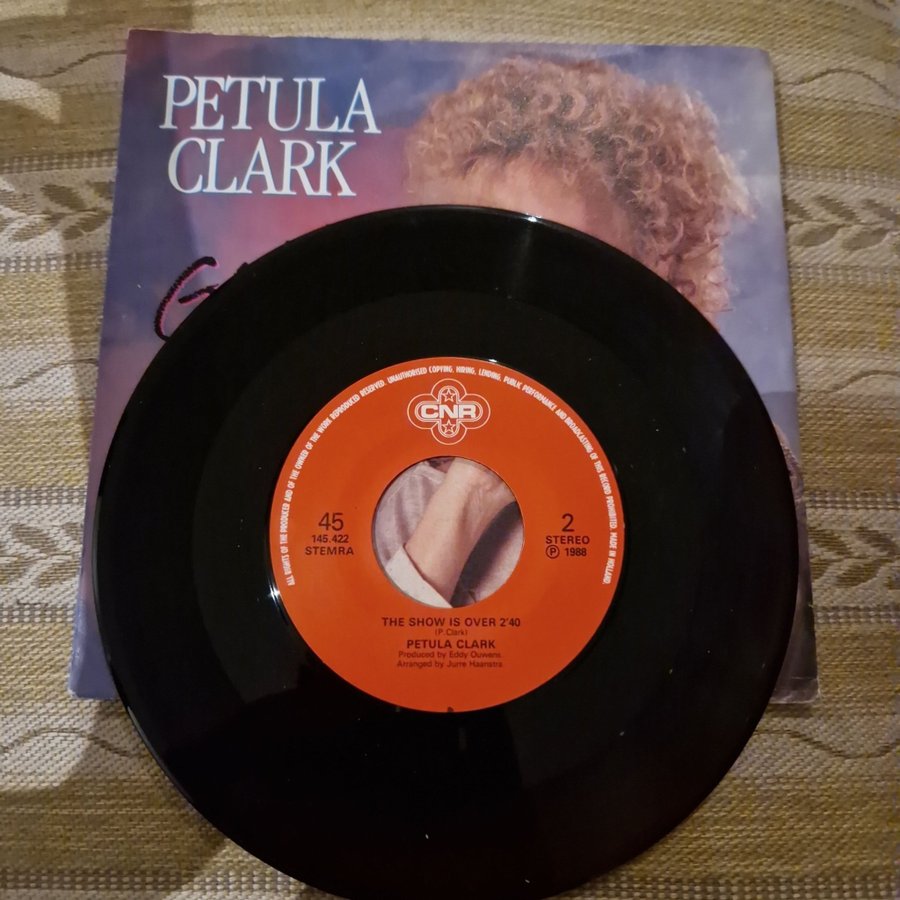 PETULA
CLARK
ALL RIGHTS OF THE PRODUCER AND OF THE OWNER OF THE WORK REPRODUCED RESERVED. UNAUTHORISED COPYING, HIRING, LENDING, PUBLIC PERFORMANCE AND BROADCASTING OF THIS RECORD PROHIBITED. MADE IN HOLLAND.
CNR
45
145.422
STEMRA
2
STEREO
Ⓟ 1988
THE SHOW IS OVER 2'40
(P. Clark)
PETULA CLARK
Produced by Eddy Ouwens
Arranged by Jurre Haanstra